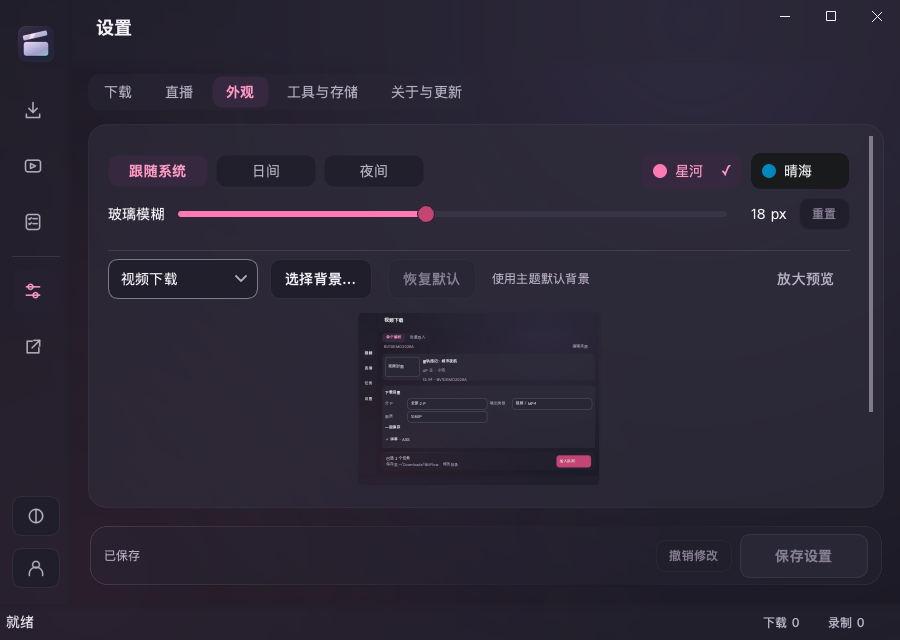 设置
下载 直播 外观 工具与存储 关于与更新
跟随系统 日间 夜间 星河 ✓ 晴海
玻璃模糊 18 px 重置
视频下载 选择背景... 恢复默认 使用主题默认背景 放大预览
视频下载
下载设置
已保存 撤销修改 保存设置
就绪 下载 0 录制 0